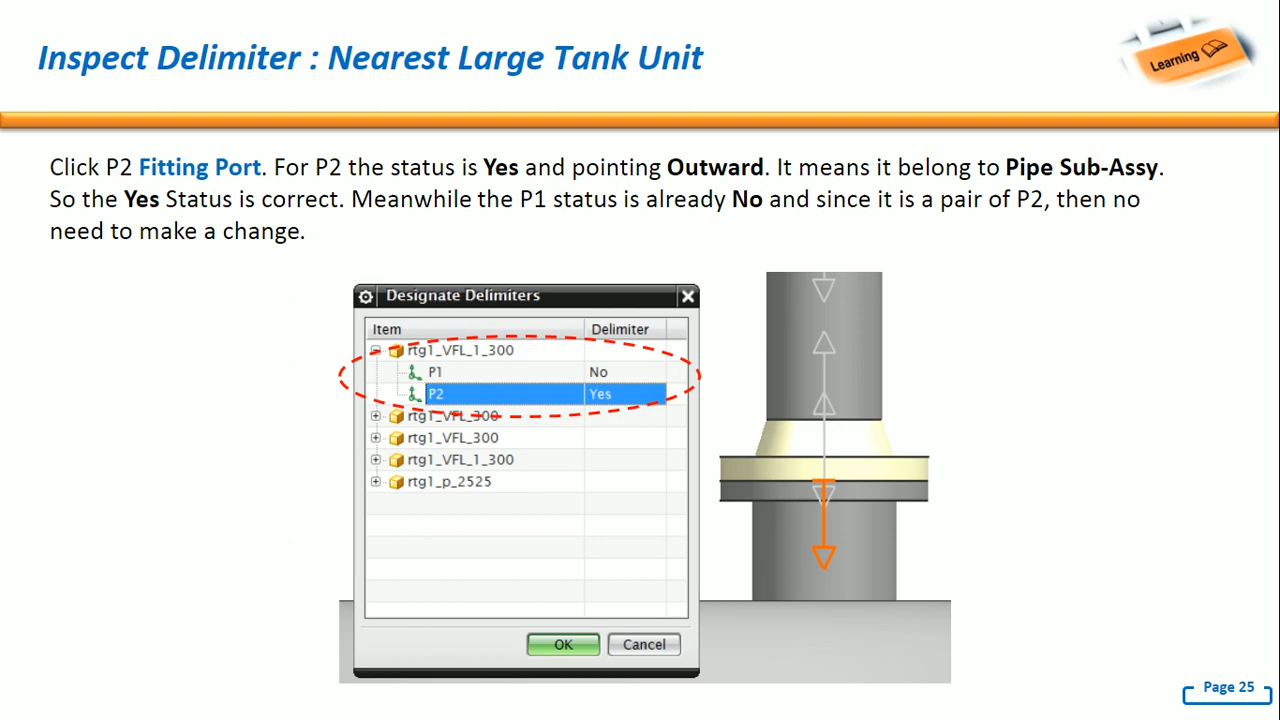 Inspect Delimiter : Nearest Large Tank Unit
Learning
Click P2 Fitting Port. For P2 the status is Yes and pointing Outward. It means it belong to Pipe Sub-Assy.
So the Yes Status is correct. Meanwhile the P1 status is already No and since it is a pair of P2, then no
need to make a change.
Designate Delimiters
Item Delimiter
rtg1_VFL_1_300
P1 No
P2 Yes
rtg1_VFL_300
rtg1_VFL_300
rtg1_VFL_1_300
rtg1_p_2525
OK Cancel
Page 25